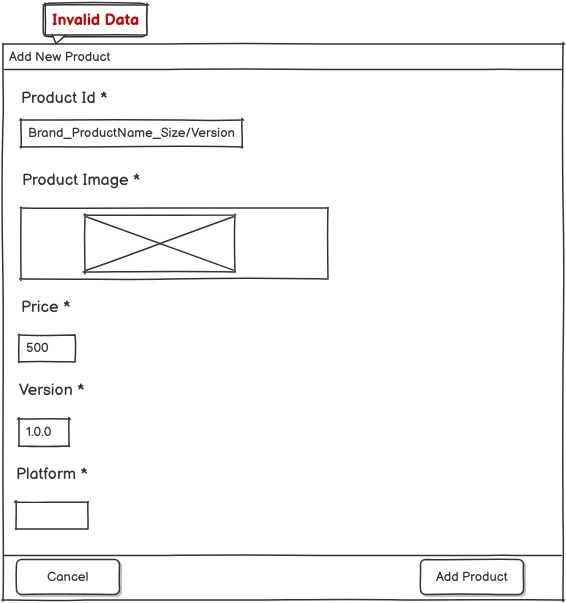 Invalid Data
Add New Product
Product Id *
Brand_ProductName_Size/Version
Product Image *
Price *
500
Version *
1.0.0
Platform *
Cancel
Add Product